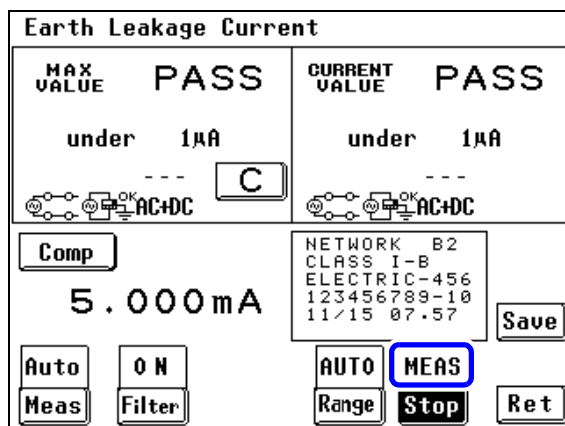 Earth Leakage Current
MAX VALUE PASS
under 1μA
---
C
OK
AC+DC
CURRENT VALUE PASS
under 1μA
---
OK
AC+DC
Comp
5.000mA
NETWORK B2
CLASS I-B
ELECTRIC-456
123456789-10
11/15 07.57
Save
Auto ON AUTO MEAS
Meas Filter Range Stop Ret